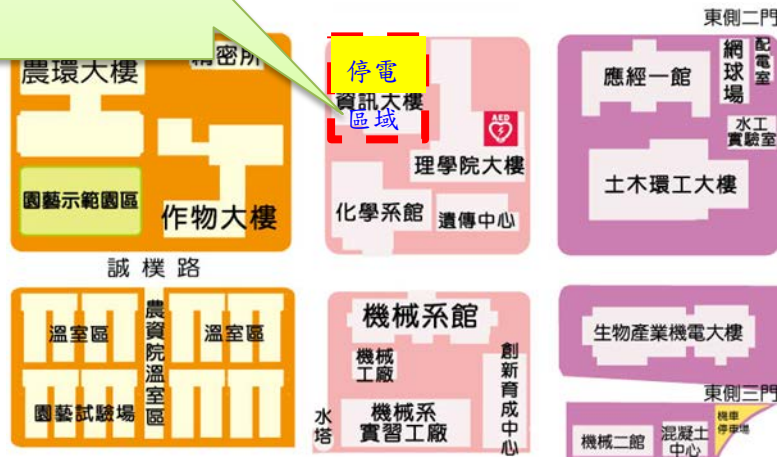 東側二門
農環大樓
精密所
停電
區域
資訊大樓
AED
理學院大樓
化學系館
遺傳中心
應經一館
網球場
配電室
水工
實驗室
土木環工大樓
園藝示範園區
作物大樓
誠樸路
溫室區
農資院溫室區
溫室區
園藝試驗場
機械系館
機械
工廠
創新育成中心
水塔
機械系
實習工廠
生物產業機電大樓
東側三門
機械二館
混凝土
中心
機車
停車場